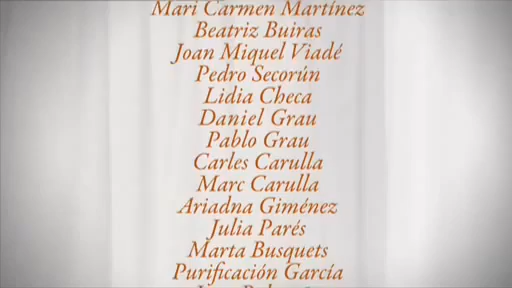 Mari Carmen Martínez
Beatriz Buiras
Joan Miquel Viadé
Pedro Secorún
Lidia Checa
Daniel Grau
Pablo Grau
Carles Carulla
Marc Carulla
Ariadna Giménez
Julia Parés
Marta Busquets
Purificación García